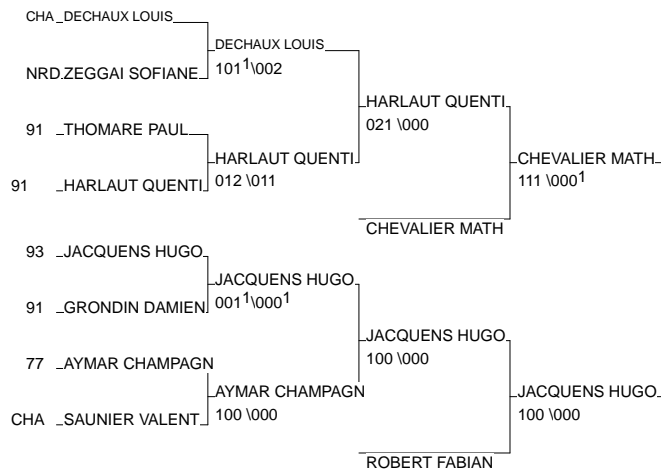 CHA DECHAUX LOUIS
DECHAUX LOUIS
101¹\002
NRD ZEGGAI SOFIANE
HARLAUT QUENTI
021 \000
91 THOMARE PAUL
HARLAUT QUENTI
012 \011
CHEVALIER MATH
111 \000¹
91 HARLAUT QUENTI
CHEVALIER MATH
93 JACQUENS HUGO
JACQUENS HUGO
001¹\000¹
91 GRONDIN DAMIEN
JACQUENS HUGO
100 \000
77 AYMAR CHAMPAGN
AYMAR CHAMPAGN
100 \000
JACQUENS HUGO
100 \000
CHA SAUNIER VALENT
ROBERT FABIAN